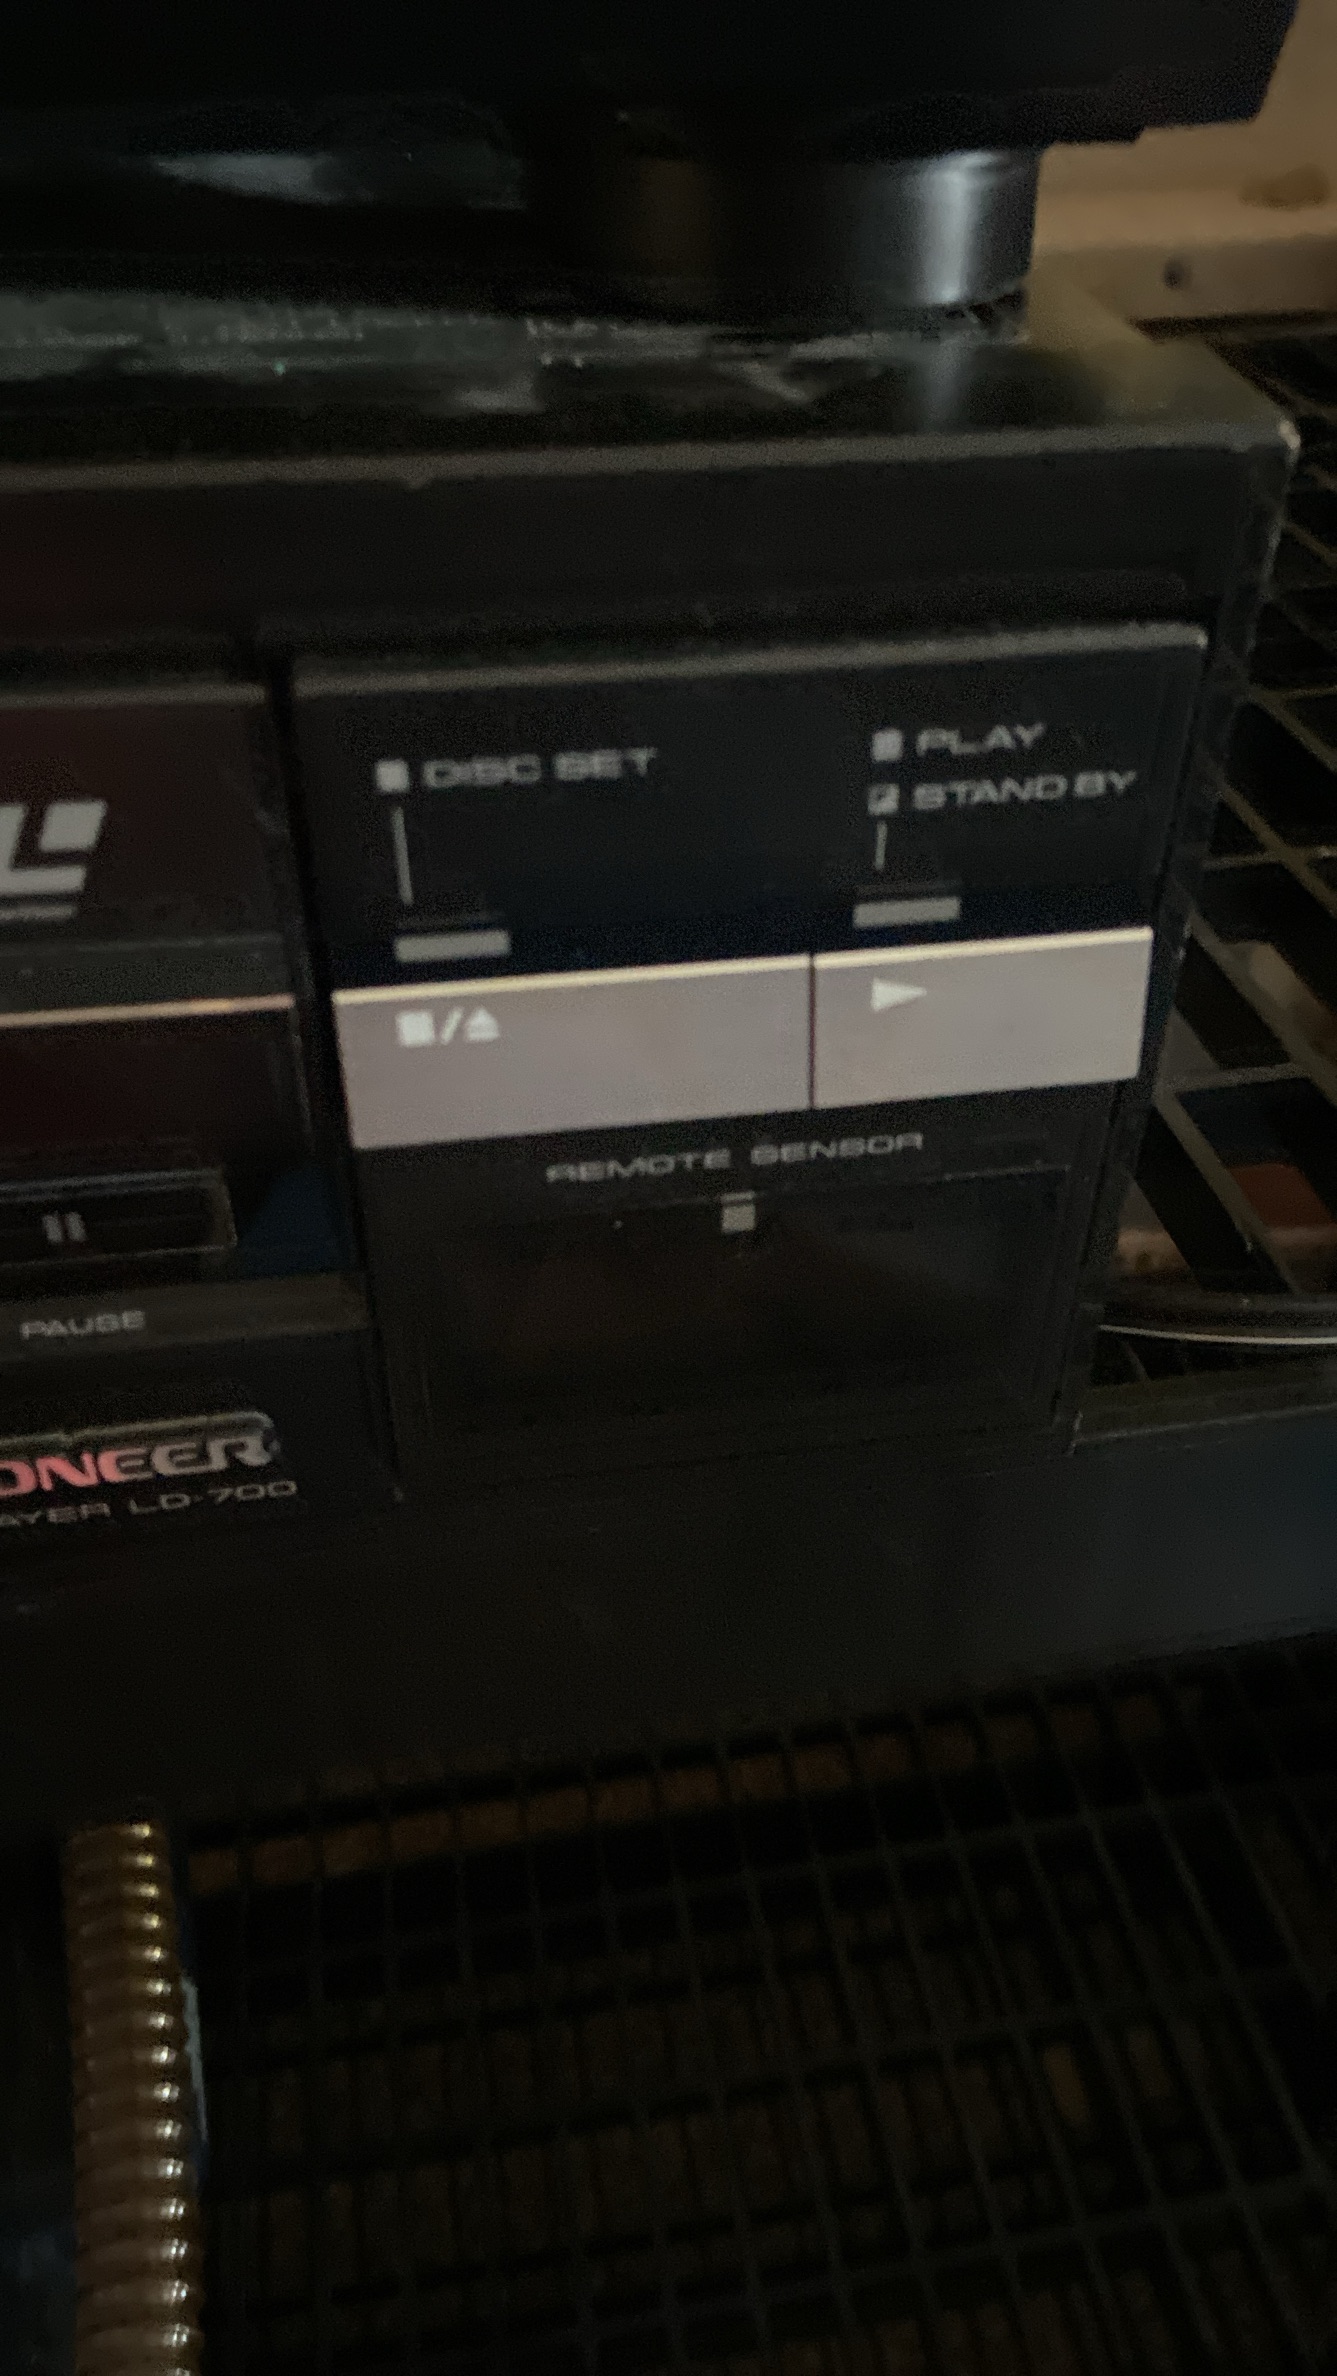 DISC SET
PLAY
STAND BY
REMOTE SENSOR
PAUSE
ONEER
AYER LD-700